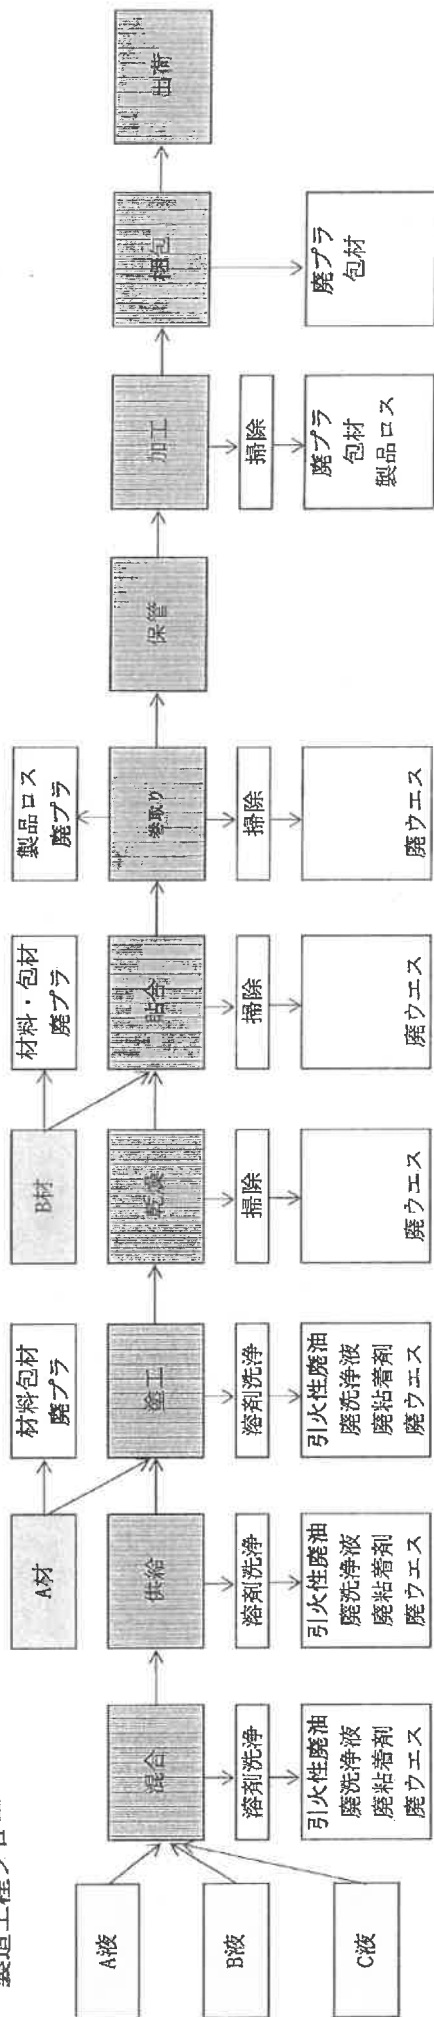 製造工程フロー
A液
B液
C液
混合
溶剤洗浄
引火性廃油
廃洗浄液
廃粘着剤
廃ウエス
A材
材料包材
廃プラ
供給
溶剤洗浄
引火性廃油
廃洗浄液
廃粘着剤
廃ウエス
塗工
溶剤洗浄
引火性廃油
廃洗浄液
廃粘着剤
廃ウエス
B材
材料・包材
廃プラ
乾燥
掃除
廃ウエス
貼合
掃除
廃ウエス
製品ロス
廃プラ
巻取り
掃除
廃ウエス
保管
加工
掃除
廃プラ
包材
製品ロス
梱包
廃プラ
包材
出荷